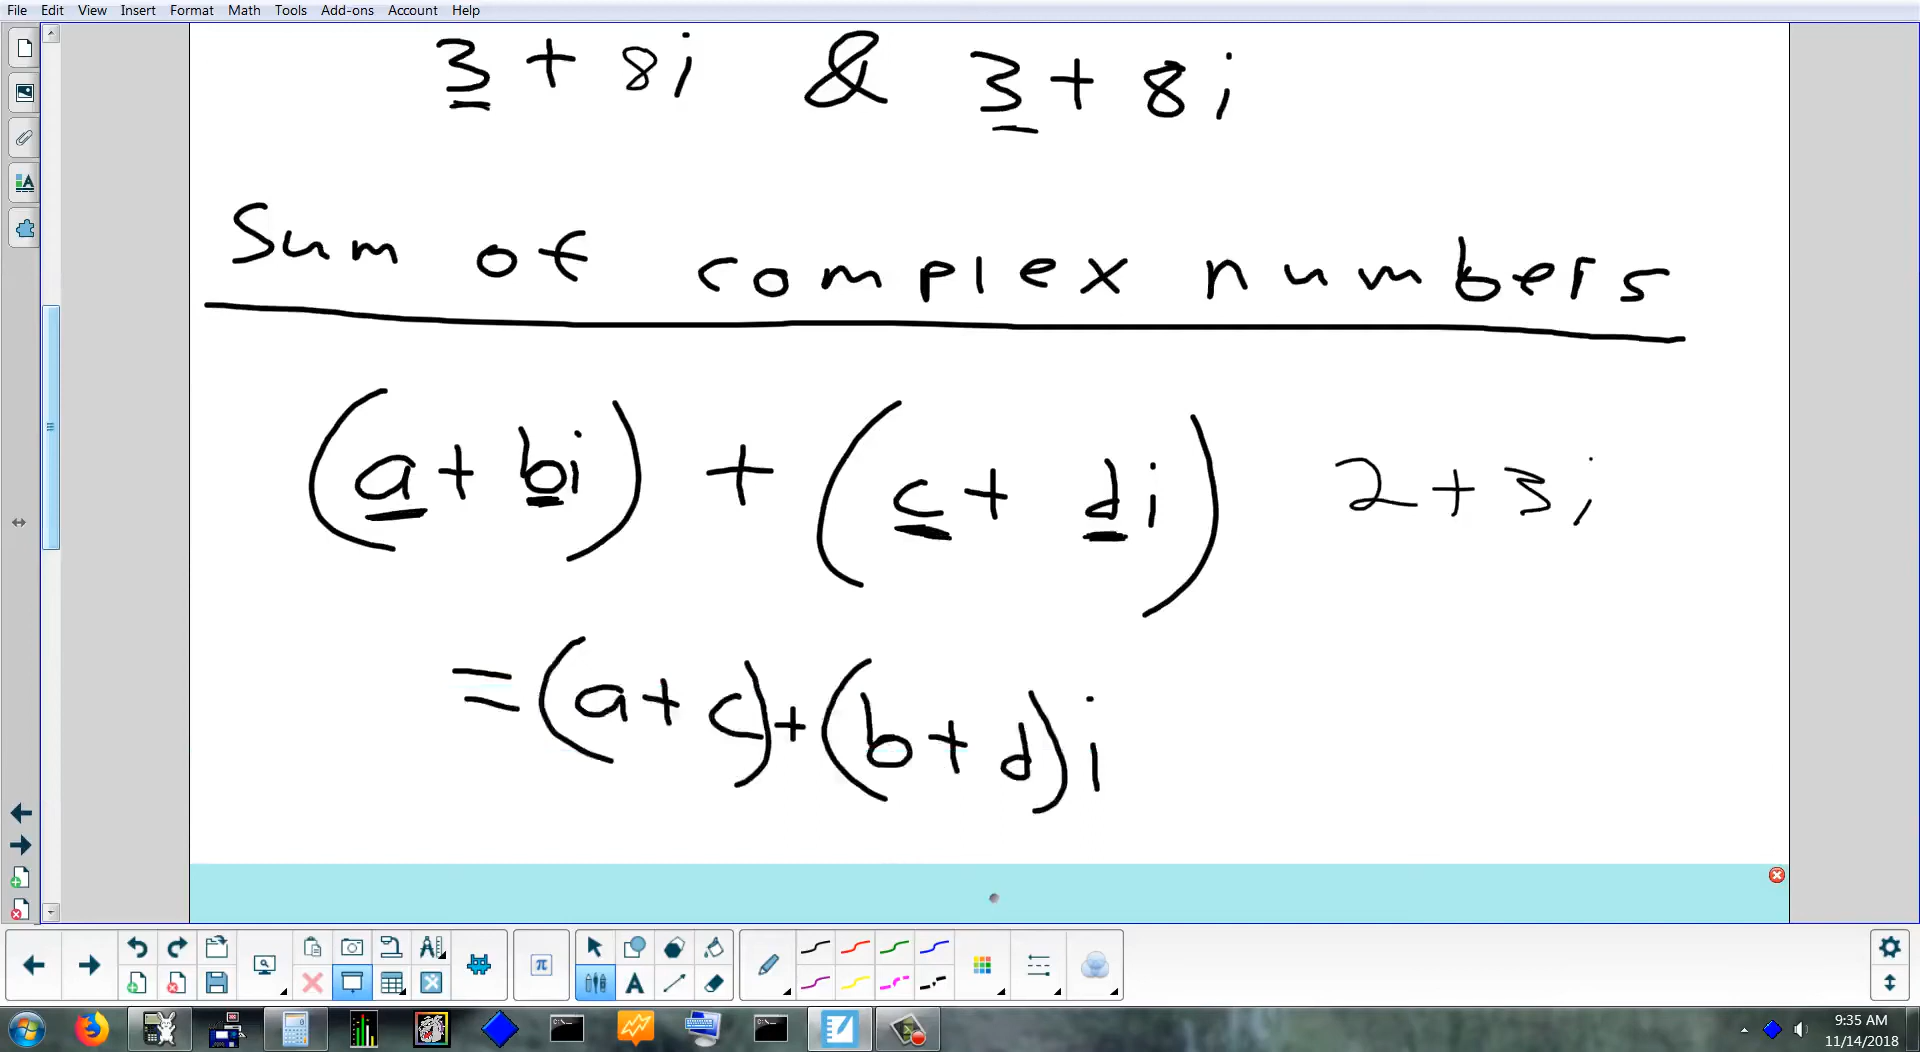 File Edit View Insert Format Math Tools Add-ons Account Help
3 + 8i & 3 + 8i
Sum of complex numbers
(a + bi) + (c + di) 2 + 3i
= (a + c) + (b + d)i
9:35 AM
11/14/2018